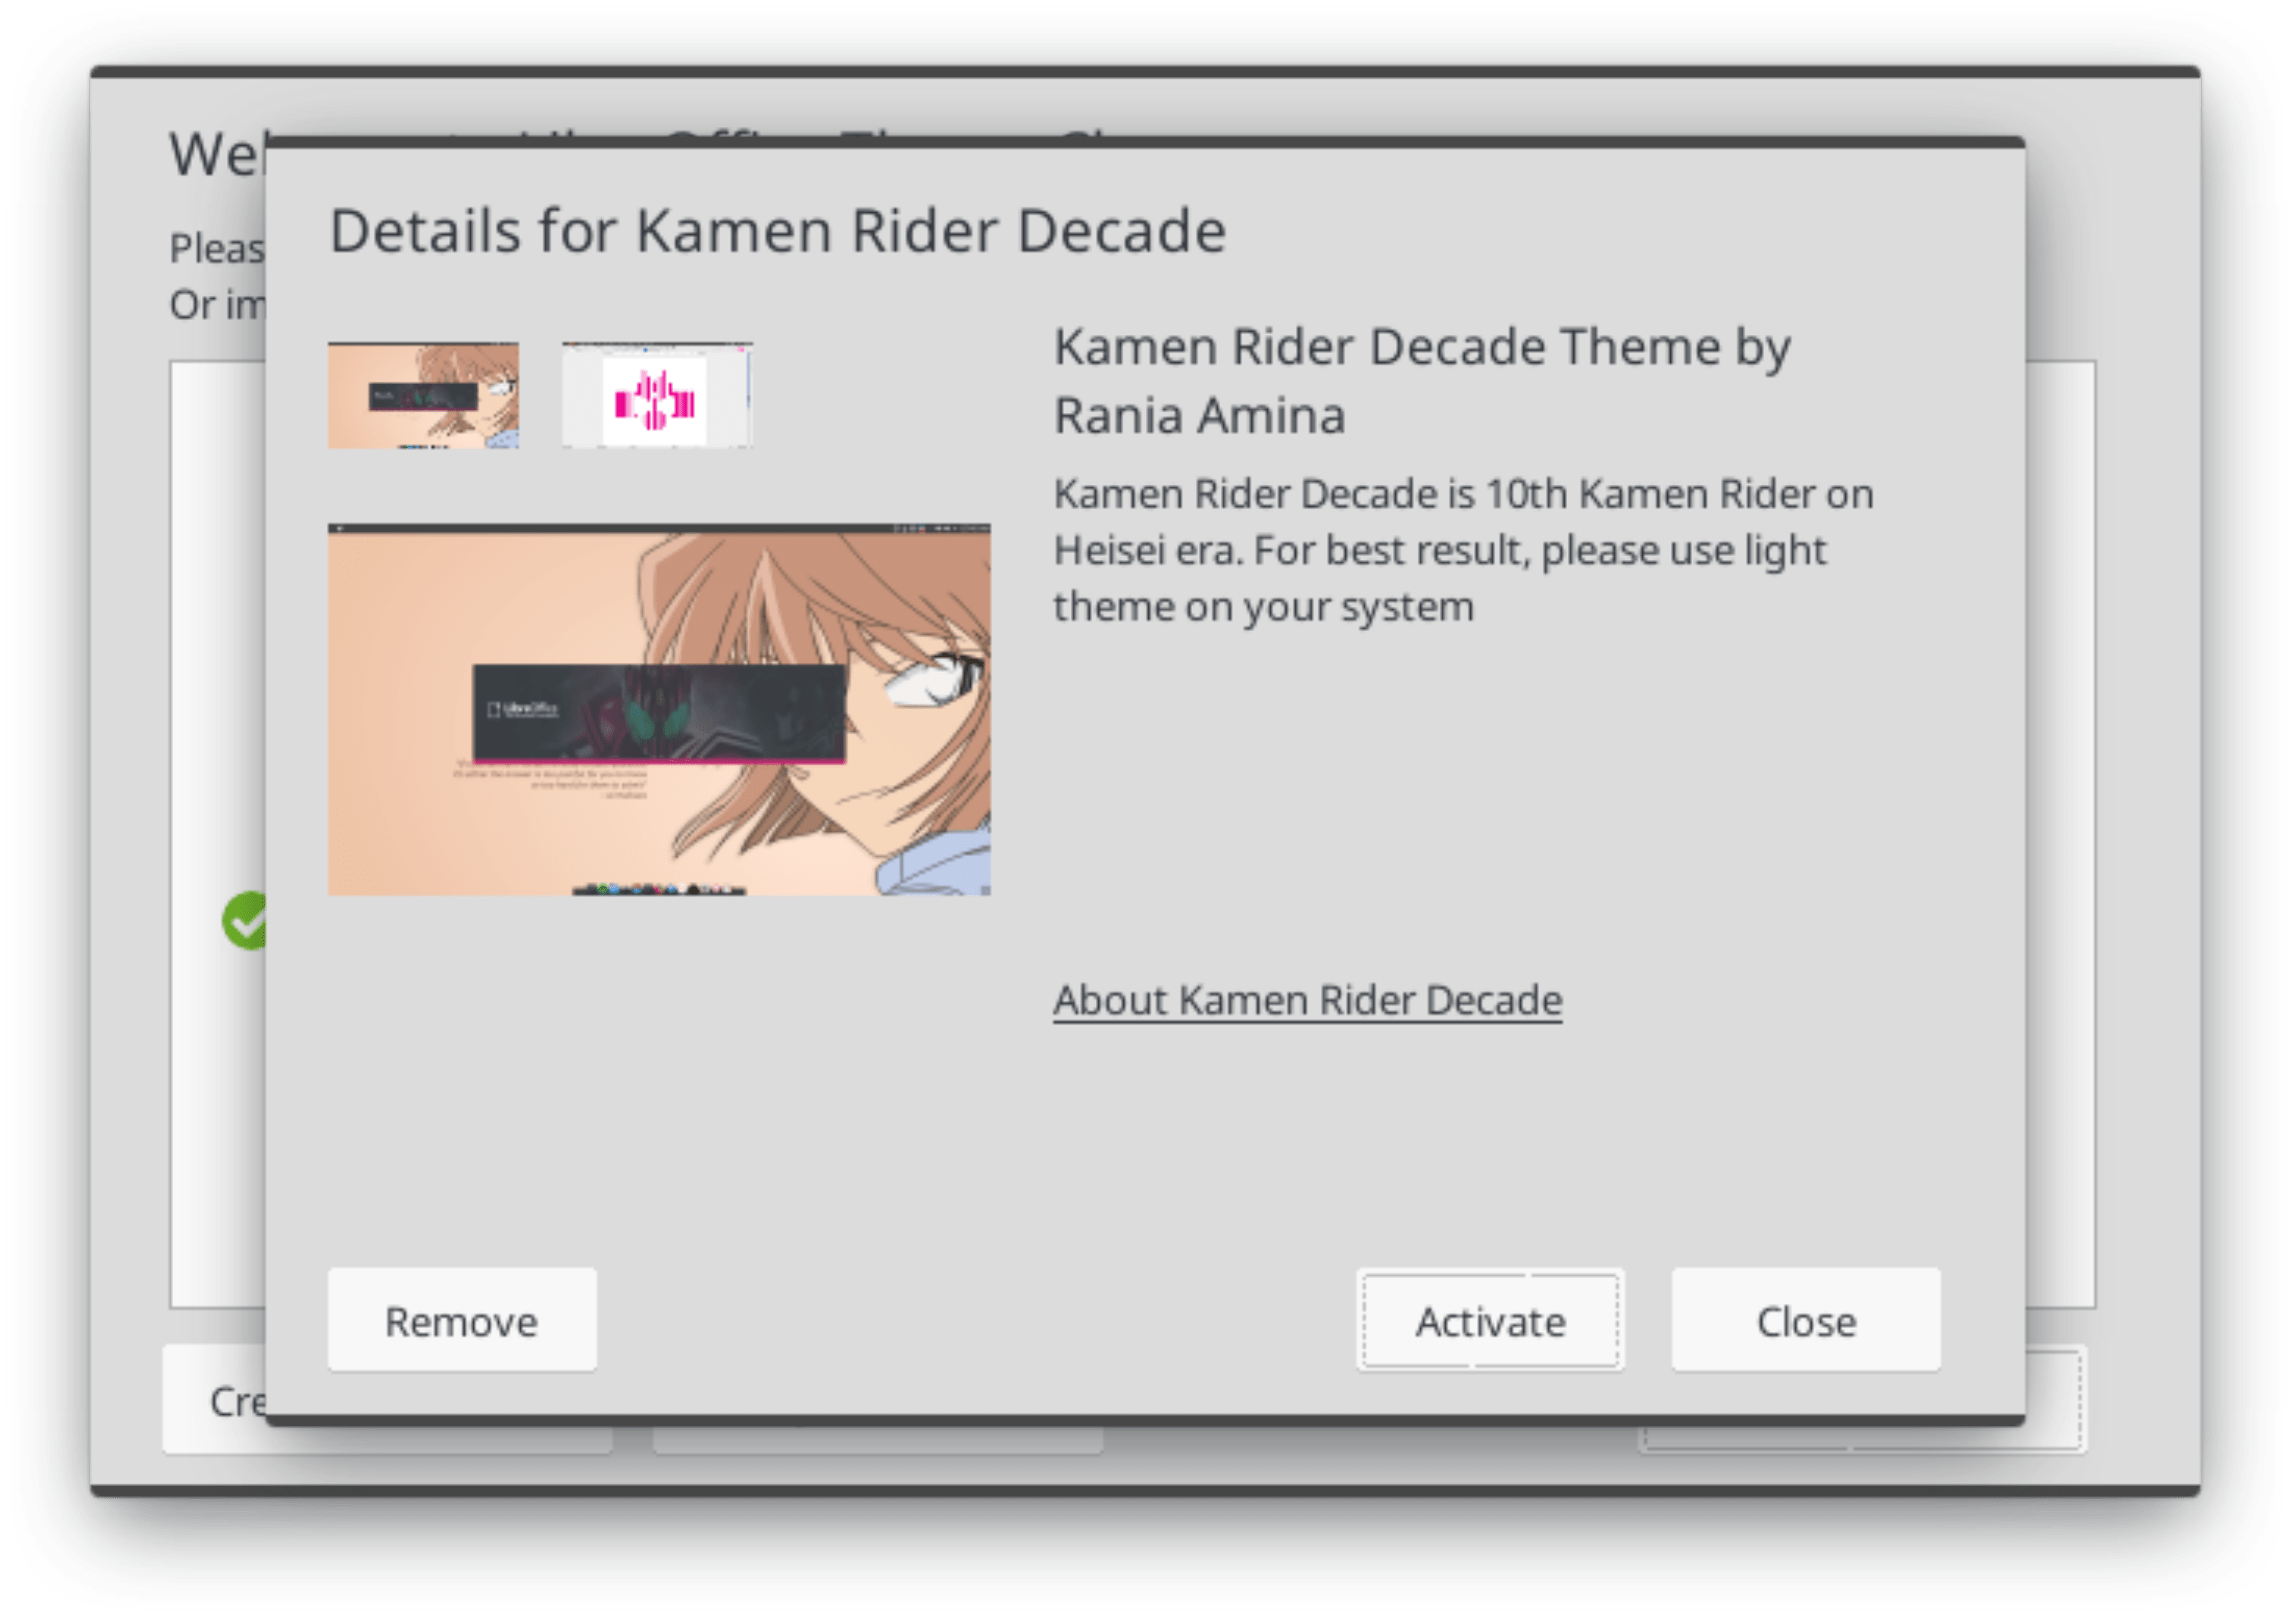 Details for Kamen Rider Decade
Pleas
Or im
Kamen Rider Decade Theme by
Rania Amina
Kamen Rider Decade is 10th Kamen Rider on
Heisei era. For best result, please use light
theme on your system
LibreOffice
About Kamen Rider Decade
Remove
Activate
Close
Cre